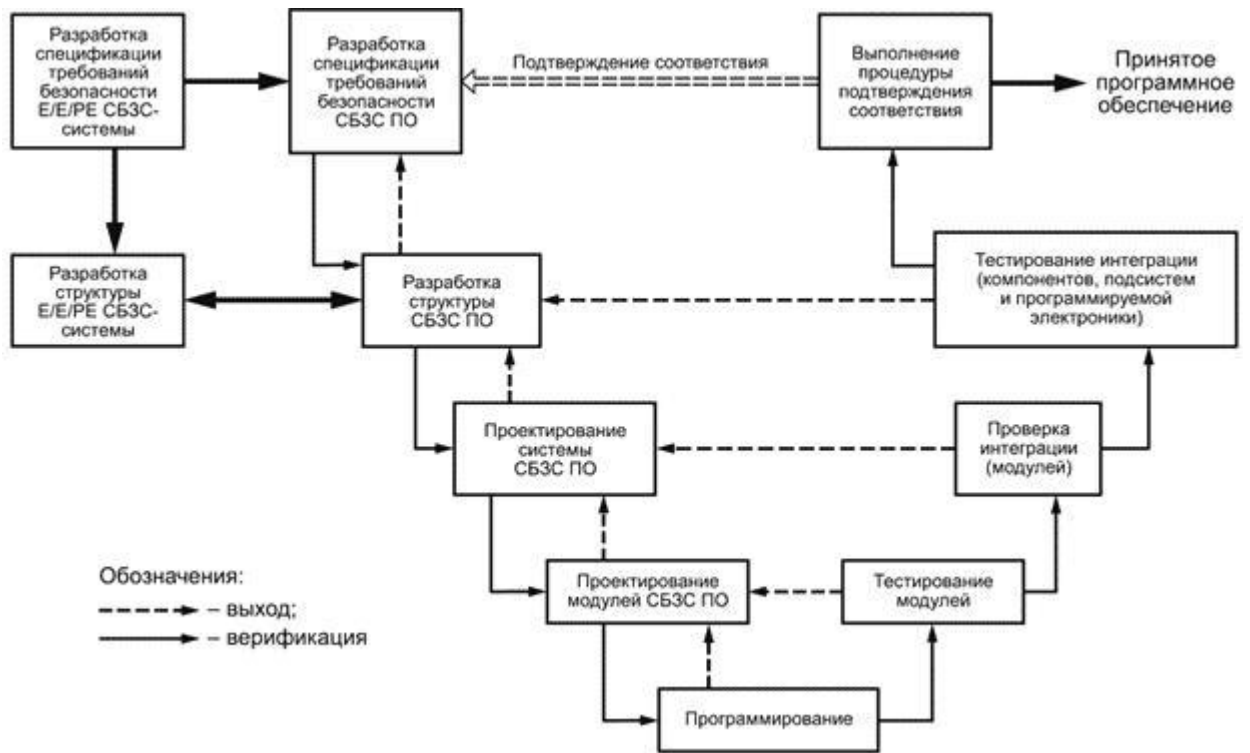 Разработка
спецификации
требований
безопасности
Е/Е/РЕ СБЗС-
системы
Разработка
спецификации
требований
безопасности
СБЗС ПО
Подтверждение соответствия
Выполнение
процедуры
подтверждения
соответствия
Принятое
программное
обеспечение
Разработка
структуры
Е/Е/РЕ СБЗС-
системы
Разработка
структуры
СБЗС ПО
Тестирование интеграции
(компонентов, подсистем
и программируемой
электроники)
Проектирование
системы
СБЗС ПО
Проверка
интеграции
(модулей)
Проектирование
модулей СБЗС ПО
Тестирование
модулей
Программирование
Обозначения:
– выход;
– верификация